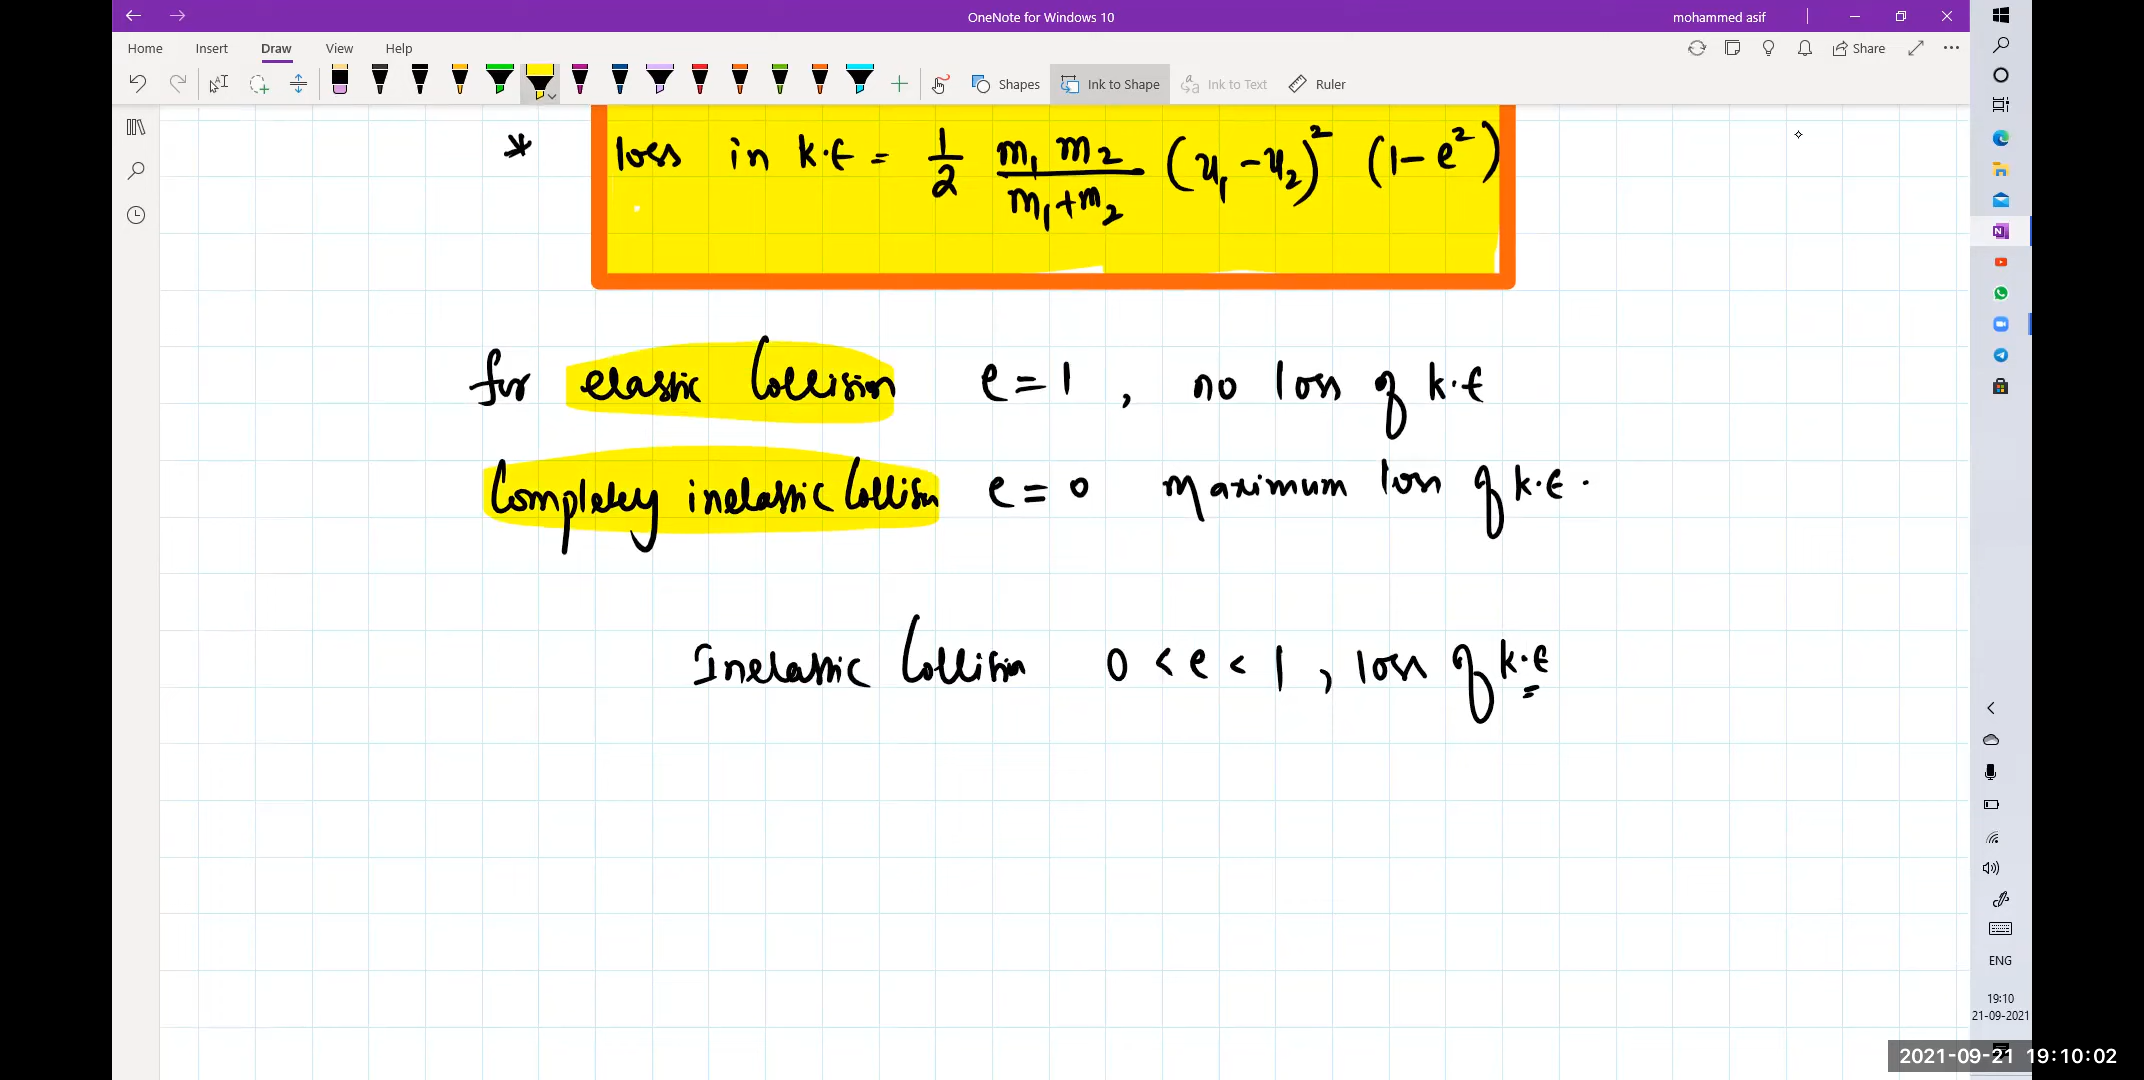 OneNote for Windows 10
mohammed asif
Home Insert Draw View Help
Share
Shapes Ink to Shape Ink to Text Ruler
* loss in K.E = 1/2 m₁ m₂/(m₁+m₂) (u₁-u₂)² (1-e²)
for elastic Collision e = 1 , no loss of K.E
Completely inelastic Collision e = 0 maximum loss of K.E.
Inelastic Collision 0 < e < 1 , loss of K.E
ENG
19:10
21-09-2021
2021-09-21 19:10:02